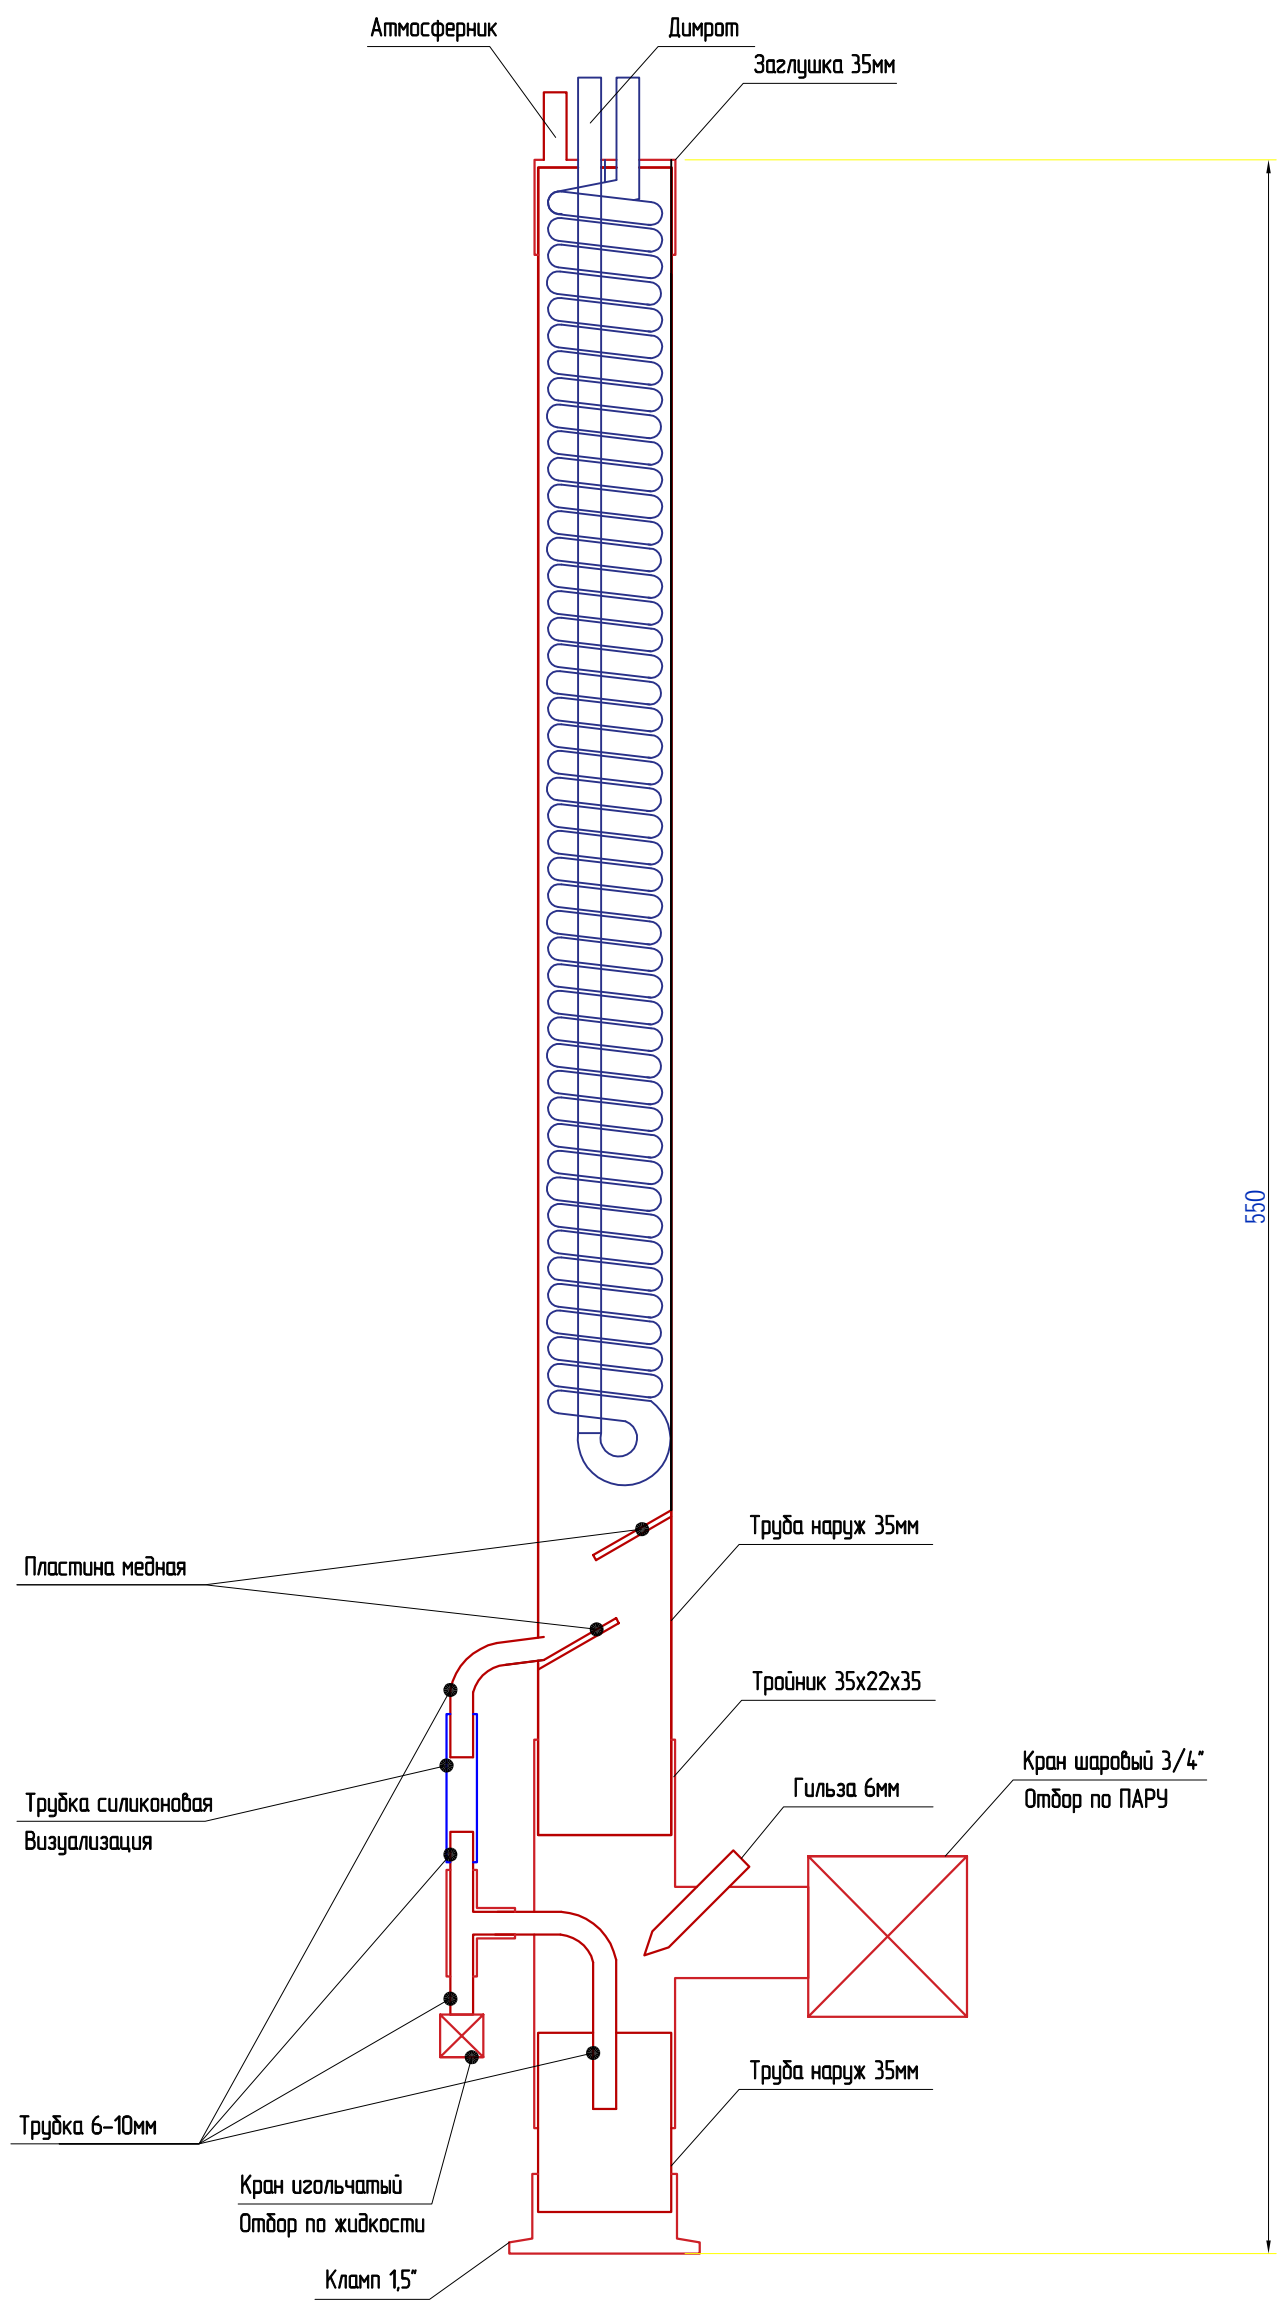 Атмосферник
Димрот
Заглушка 35мм
550
Труба наруж 35мм
Пластина медная
Тройник 35х22х35
Кран шаровый 3/4"
Отбор по ПАРУ
Гильза 6мм
Трубка силиконовая
Визуализация
Труба наруж 35мм
Трубка 6-10мм
Кран игольчатый
Отбор по жидкости
Кламп 1,5"